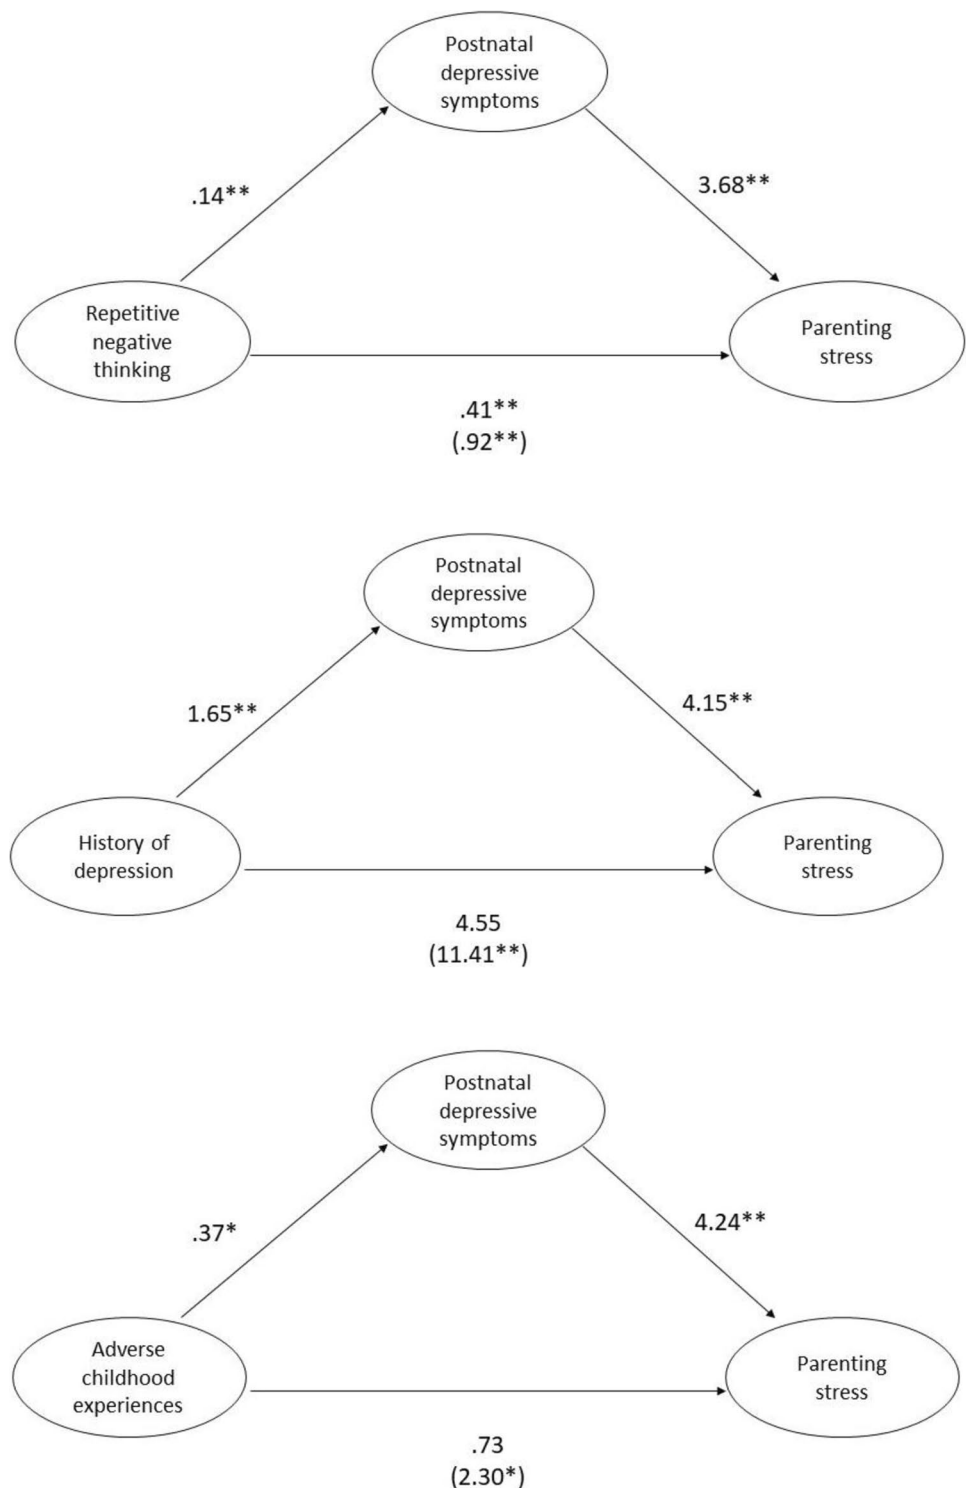 Postnatal
depressive
symptoms
.14**
3.68**
Repetitive
negative
thinking
Parenting
stress
.41**
(.92**)
Postnatal
depressive
symptoms
1.65**
4.15**
History of
depression
Parenting
stress
4.55
(11.41**)
Postnatal
depressive
symptoms
.37*
4.24**
Adverse
childhood
experiences
Parenting
stress
.73
(2.30*)